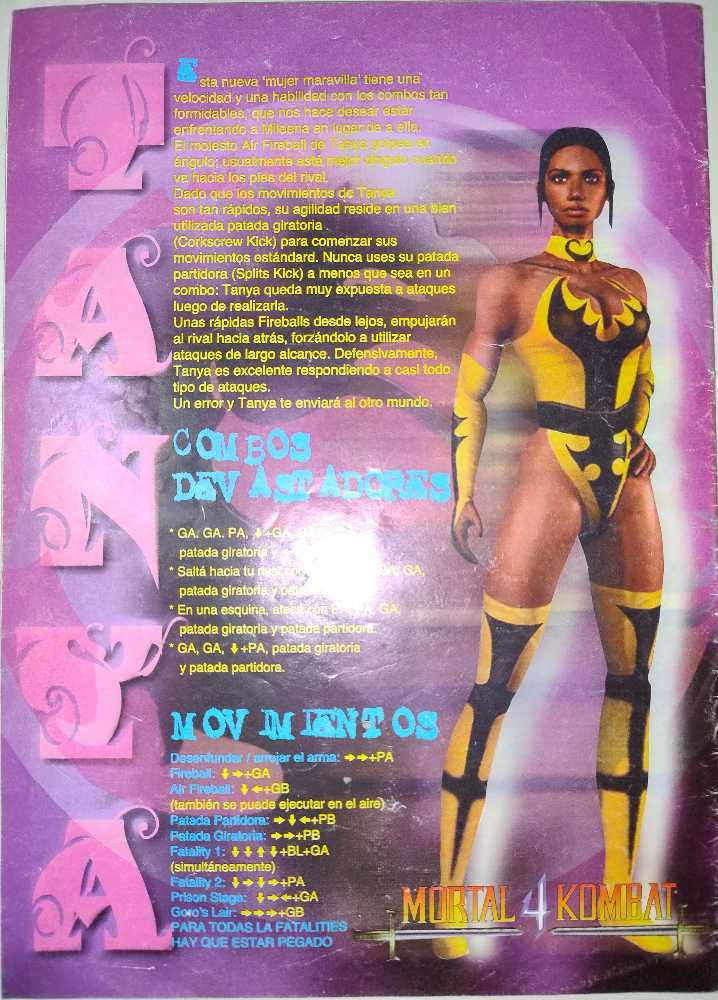 TANYA
Esta nueva 'mujer maravilla' tiene una
velocidad y una habilidad con los combos tan
formidables, que nos hace desear estar
enfrentando a Mileena en lugar de a ella.
El molesto Air Fireball de Tanya golpea en
ángulo; usualmente está mejor dirigido cuando
va hacia los pies del rival.
Dado que los movimientos de Tanya
son tan rápidos, su agilidad reside en una bien
utilizada patada giratoria .
(Corkscrew Kick) para comenzar sus
movimientos estándard. Nunca uses su patada
partidora (Splits Kick) a menos que sea en un
combo: Tanya queda muy expuesta a ataques
luego de realizarla.
Unas rápidas Fireballs desde lejos, empujarán
al rival hacia atrás, forzándolo a utilizar
ataques de largo alcance. Defensivamente,
Tanya es excelente respondiendo a casi todo
tipo de ataques.
Un error y Tanya te enviará al otro mundo.
COMBOS
DEVASTADORES
* GA. GA. PA, ⬇+GA,
patada giratoria y
* Saltá hacia tu rival con GA, GA,
patada giratoria y
* En una esquina, atacá con PA, GA,
patada giratoria y patada partidora.
* GA, GA, ⬇+PA, patada giratoria
y patada partidora.
MOVIMIENTOS
Desenfundar / arrojar el arma: ➡➡+PA
Fireball: ⬇➡+GA
Air Fireball: ⬇⬅+GB
(también se puede ejecutar en el aire)
Patada Partidora: ➡⬇⬅+PB
Patada Giratoria: ➡➡+PB
Fatality 1: ⬇⬇⬆⬇+BL+GA
(simultáneamente)
Fatality 2: ⬇➡⬇➡+PA
Prison Stage: ⬇➡⬅+GA
Goro's Lair: ➡➡➡+GB
PARA TODAS LA FATALITIES
HAY QUE ESTAR PEGADO
MORTAL 4 KOMBAT